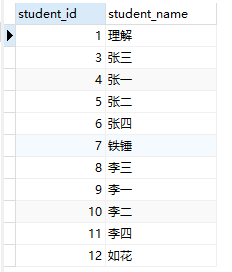 student_id student_name
1 理解
3 张三
4 张一
5 张二
6 张四
7 铁锤
8 李三
9 李一
10 李二
11 李四
12 如花